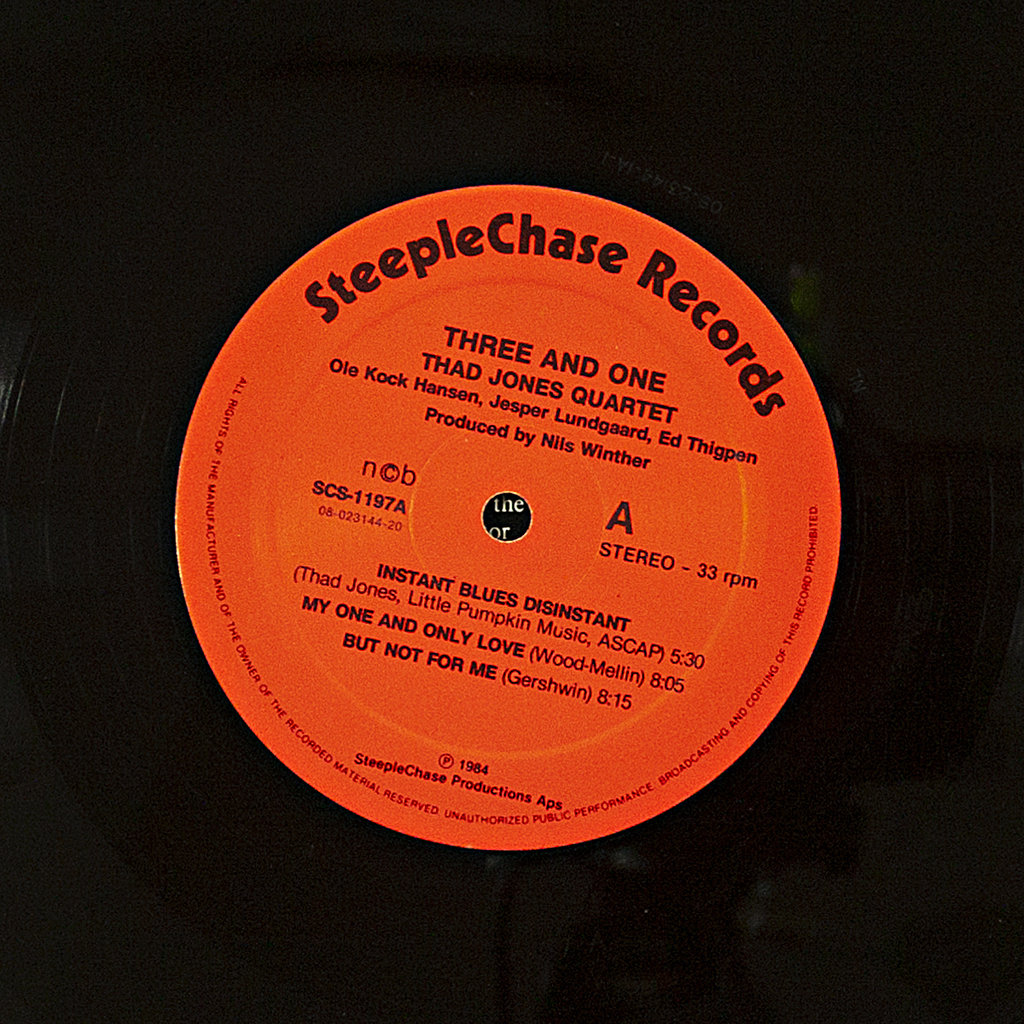 SteepleChase Records
THREE AND ONE
THAD JONES QUARTET
Ole Kock Hansen, Jesper Lundgaard, Ed Thigpen
Produced by Nils Winther
n©b
SCS-1197A
08-023144-20
the
or
A
STEREO - 33 rpm
INSTANT BLUES DISINSTANT
(Thad Jones, Little Pumpkin Music, ASCAP) 5:30
MY ONE AND ONLY LOVE (Wood-Mellin) 8:05
BUT NOT FOR ME (Gershwin) 8:15
℗ 1984
SteepleChase Productions Aps
ALL RIGHTS OF THE MANUFACTURER AND OF THE OWNER OF THE RECORDED MATERIAL RESERVED. UNAUTHORIZED PUBLIC PERFORMANCE, BROADCASTING AND COPYING OF THIS RECORD PROHIBITED.